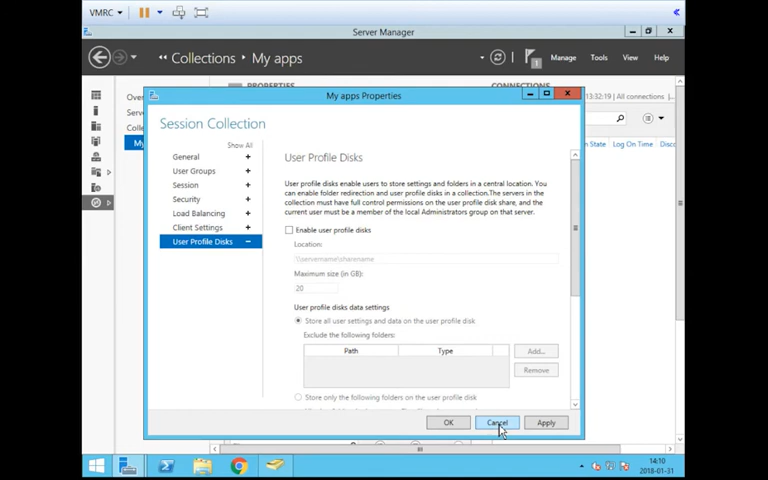 VMRC
Server Manager
Collections
My apps
Manage
Tools
View
Help
PROPERTIES
CONNECTIONS
My apps Properties
13:32:19 | All connections
Session Collection
Show All
General +
User Groups +
Session +
Security +
Load Balancing +
Client Settings +
User Profile Disks –
User Profile Disks
User profile disks enable users to store settings and folders in a central location. You
can enable folder redirection and user profile disks in a collection.The servers in the
collection must have full control permissions on the user profile disk share, and the
current user must be a member of the local Administrators group on that server.
Enable user profile disks
Location:
\\servername\sharename
Maximum size (in GB):
20
User profile disks data settings
Store all user settings and data on the user profile disk
Exclude the following folders:
Path Type
Add...
Remove
Store only the following folders on the user profile disk
OK Cancel Apply
Log On Time
14:10
2018-01-31